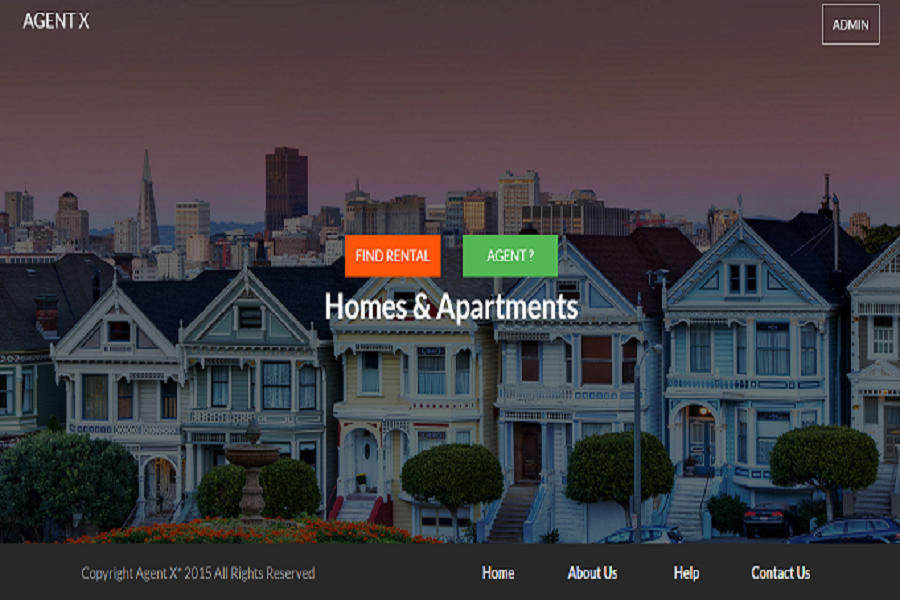 AGENT X
ADMIN
FIND RENTAL
AGENT ?
Homes & Apartments
Copyright Agent X* 2015 All Rights Reserved
Home
About Us
Help
Contact Us